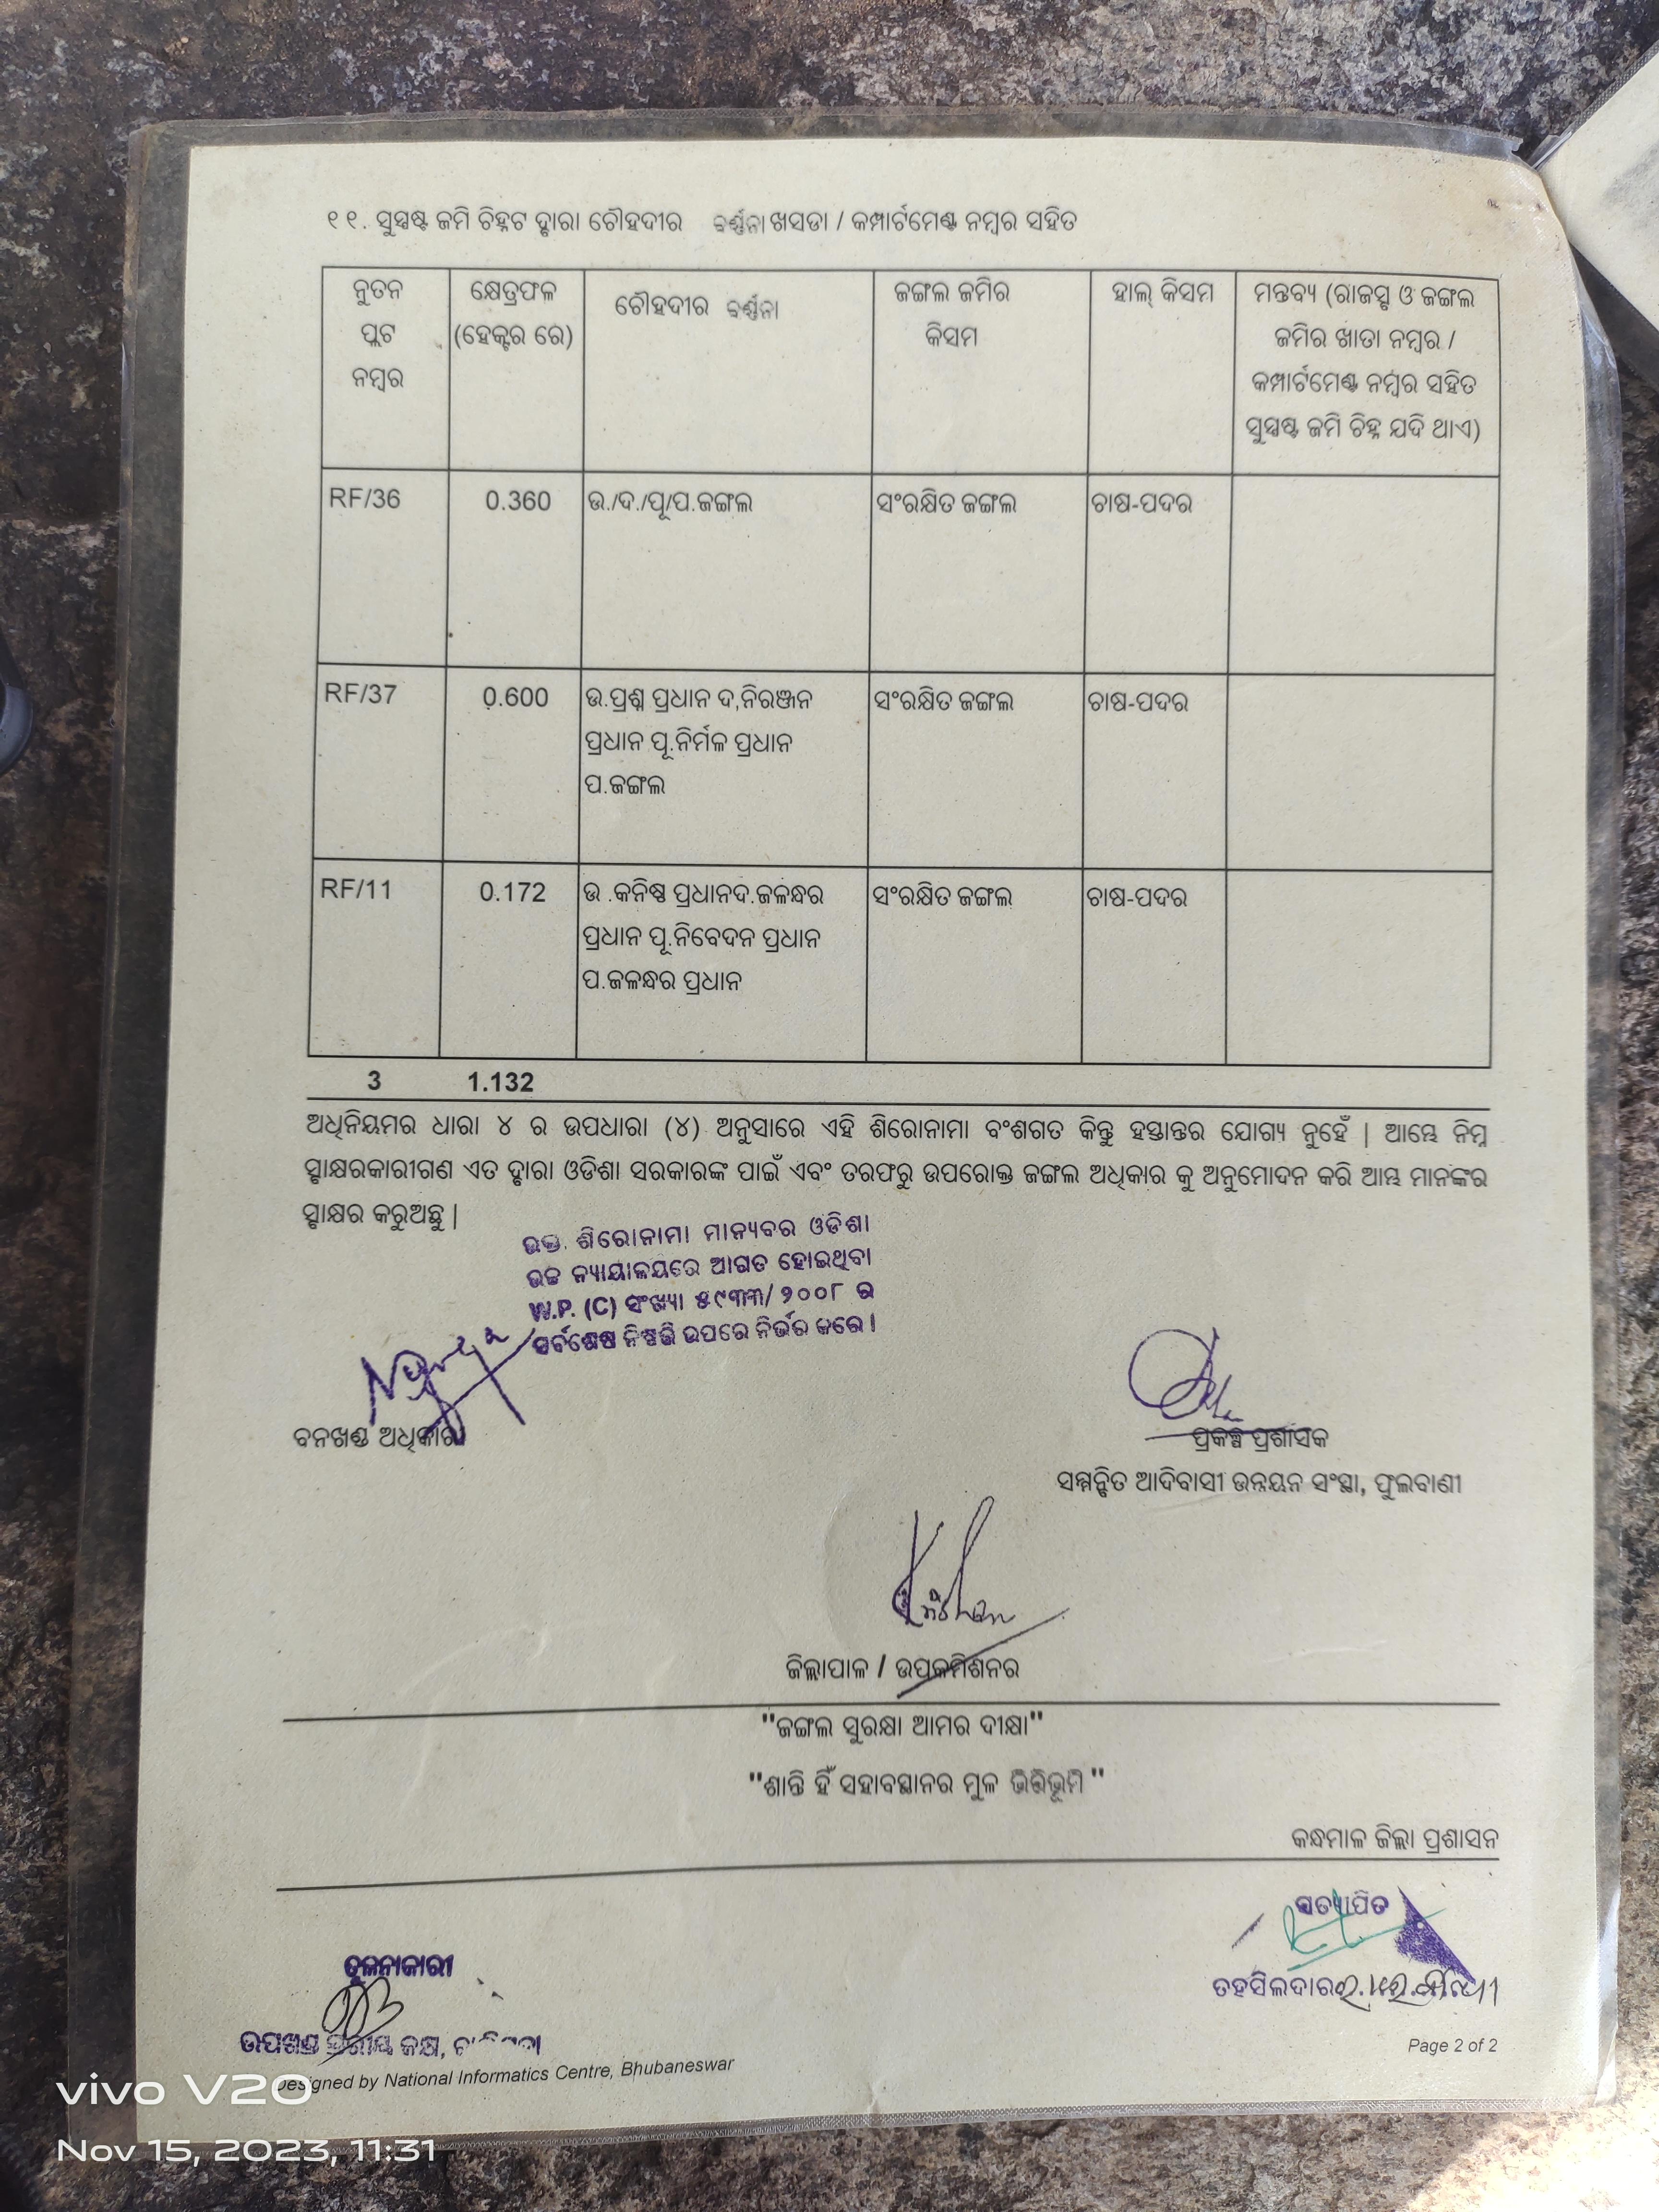 ୧୧. ସୁସ୍ପଷ୍ଟ ଜମି ଚିହ୍ନଟ ଦ୍ବାରା ଚୌହଦୀର ବର୍ଣ୍ଣନା ଖସଡା / କମ୍ପାର୍ଟମେଣ୍ଟ ନମ୍ବର ସହିତ
ନୁତନ ପ୍ଲଟ ନମ୍ବର
କ୍ଷେତ୍ରଫଳ (ହେକ୍ଟର ରେ)
ଚୌହଦୀର ବର୍ଣ୍ଣନା
ଜଙ୍ଗଲ ଜମିର କିସମ
ହାଲ୍ କିସମ
ମନ୍ତବ୍ୟ (ରାଜସ୍ବ ଓ ଜଙ୍ଗଲ
ଜମିର ଖାତା ନମ୍ବର /
କମ୍ପାର୍ଟମେଣ୍ଟ ନମ୍ବର ସହିତ
ସୁସ୍ପଷ୍ଟ ଜମି ଚିହ୍ନ ଯଦି ଥାଏ)
RF/36 0.360 ଉ./ଦ./ପୂ/ପ.ଜଙ୍ଗଲ ସଂରକ୍ଷିତ ଜଙ୍ଗଲ ଚାଷ-ପଦର
RF/37 0.600 ଉ.ପ୍ରଶ୍ନ ପ୍ରଧାନ ଦ,ନିରଞ୍ଜନ ସଂରକ୍ଷିତ ଜଙ୍ଗଲ ଚାଷ-ପଦର
ପ୍ରଧାନ ପୂ.ନିର୍ମଳ ପ୍ରଧାନ
ପ.ଜଙ୍ଗଲ
RF/11 0.172 ଉ .କନିଷ୍ଠ ପ୍ରଧାନଦ.ଜଳନ୍ଧର ସଂରକ୍ଷିତ ଜଙ୍ଗଲ ଚାଷ-ପଦର
ପ୍ରଧାନ ପୂ.ନିବେଦନ ପ୍ରଧାନ
ପ.ଜଳନ୍ଧର ପ୍ରଧାନ
3 1.132
ଅଧିନିୟମର ଧାରା ୪ ର ଉପଧାରା (୪) ଅନୁସାରେ ଏହି ଶିରୋନାମା ବଂଶଗତ କିନ୍ତୁ ହସ୍ତାନ୍ତର ଯୋଗ୍ୟ ନୁହେଁ | ଆମ୍ଭେ ନିମ୍ନ
ସ୍ବାକ୍ଷରକାରୀଗଣ ଏତ ଦ୍ବାରା ଓଡିଶା ସରକାରଙ୍କ ପାଇଁ ଏବଂ ତରଫରୁ ଉପରୋକ୍ତ ଜଙ୍ଗଲ ଅଧିକାର କୁ ଅନୁମୋଦନ କରି ଆମ୍ଭ ମାନଙ୍କର
ସ୍ବାକ୍ଷର କରୁଅଛୁ |
ଉକ୍ତ ଶିରୋନାମା ମାନ୍ୟବର ଓଡିଶା
ଉଚ୍ଚ ନ୍ୟାୟାଳୟରେ ଆଗତ ହୋଇଥିବା
W.P. (C) ସଂଖ୍ୟା ୫୯୩୩/ ୨୦୦୮ ର
ସର୍ବଶେଷ ନିଷ୍ପତ୍ତି ଉପରେ ନିର୍ଭର କରେ ।
ବନଖଣ୍ଡ ଅଧିକାରୀ
ପ୍ରକଳ୍ପ ପ୍ରଶାସକ
ସମନ୍ବିତ ଆଦିବାସୀ ଉନ୍ନୟନ ସଂସ୍ଥା, ଫୁଲବାଣୀ
ଜିଲ୍ଲାପାଳ / ଉପକମିଶନର
"ଜଙ୍ଗଲ ସୁରକ୍ଷା ଆମର ଦୀକ୍ଷା"
"ଶାନ୍ତି ହିଁ ସହାବସ୍ଥାନର ମୁଳ ଭିତ୍ତିଭୂମି "
କନ୍ଧମାଳ ଜିଲ୍ଲା ପ୍ରଶାସନ
ସତ୍ୟାପିତ
ତହସିଲଦାର
ତୁଳନାକାରୀ
ଉପଖଣ୍ଡ ସ୍ତରୀୟ କକ୍ଷ,
Page 2 of 2
Designed by National Informatics Centre, Bhubaneswar
vivo V20
Nov 15, 2023, 11:31